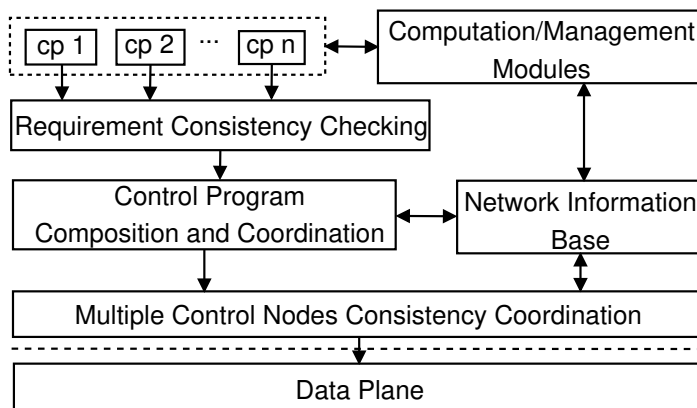 cp 1 cp 2 ... cp n
Computation/Management
Modules
Requirement Consistency Checking
Control Program
Composition and Coordination
Network Information
Base
Multiple Control Nodes Consistency Coordination
Data Plane